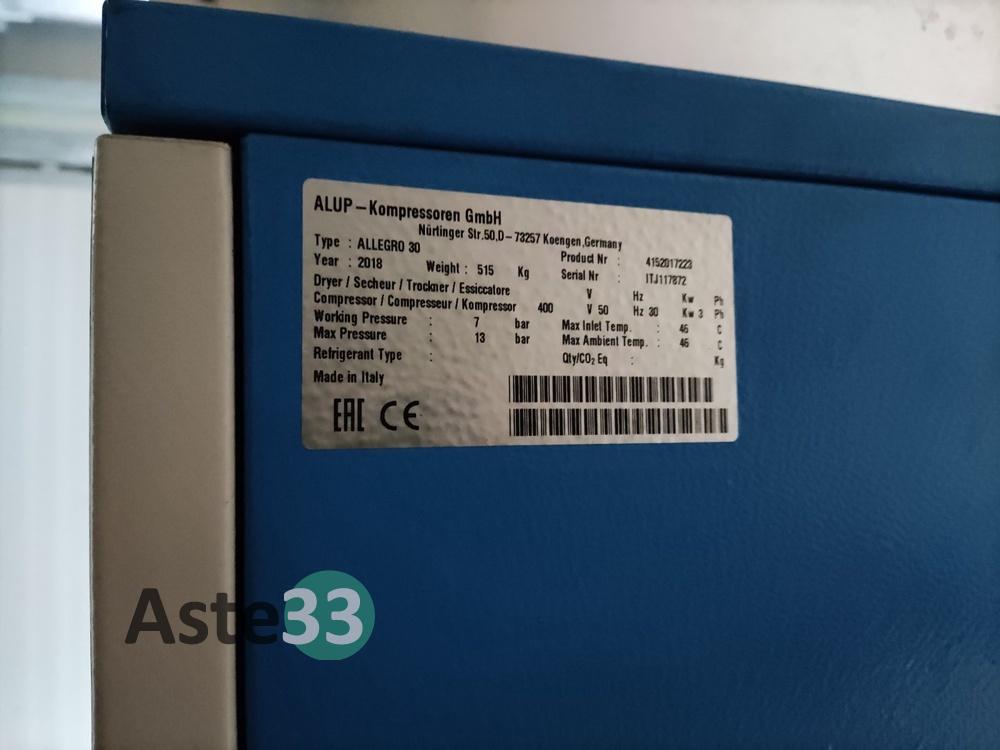 ALUP – Kompressoren GmbH
Nürtinger Str.50,D – 73257 Koengen,Germany
Type : ALLEGRO 30 Product Nr : 4152017223
Year : 2018 Weight : 515 Kg Serial Nr : ITJ117872
Dryer / Secheur / Trockner / Essiccatore V Hz Kw Ph
Compressor / Compresseur / Kompressor 400 V 50 Hz 30 Kw 3 Ph
Working Pressure : 7 bar Max Inlet Temp. : 46 C
Max Pressure : 13 bar Max Ambient Temp. : 46 C
Refrigerant Type : Qty/CO₂ Eq : Kg
Made in Italy
EAC CE
Aste33